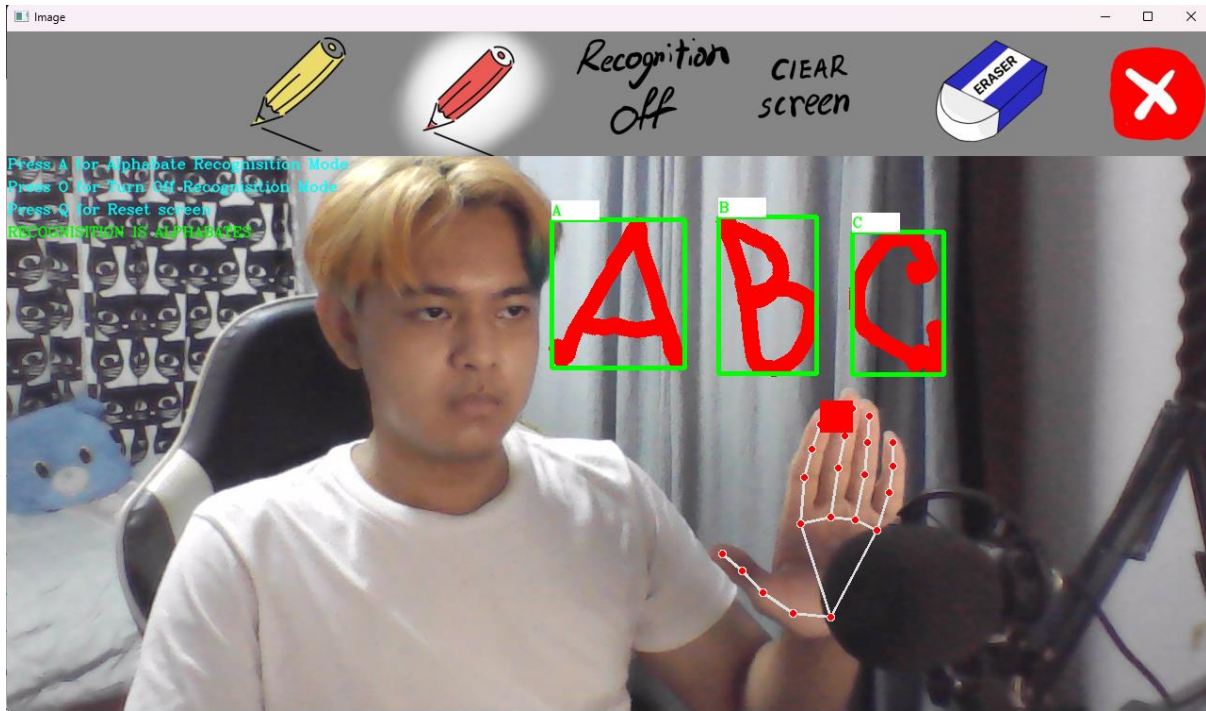 Image
Recognition
Off
ClEAR
screen
ERASER
Press A for Alphabate Recognisition Mode
Press O for Turn Off Recognisition Mode
Press Q for Reset screen
RECOGNISITION IS ALPHABATES
A B C
A B C